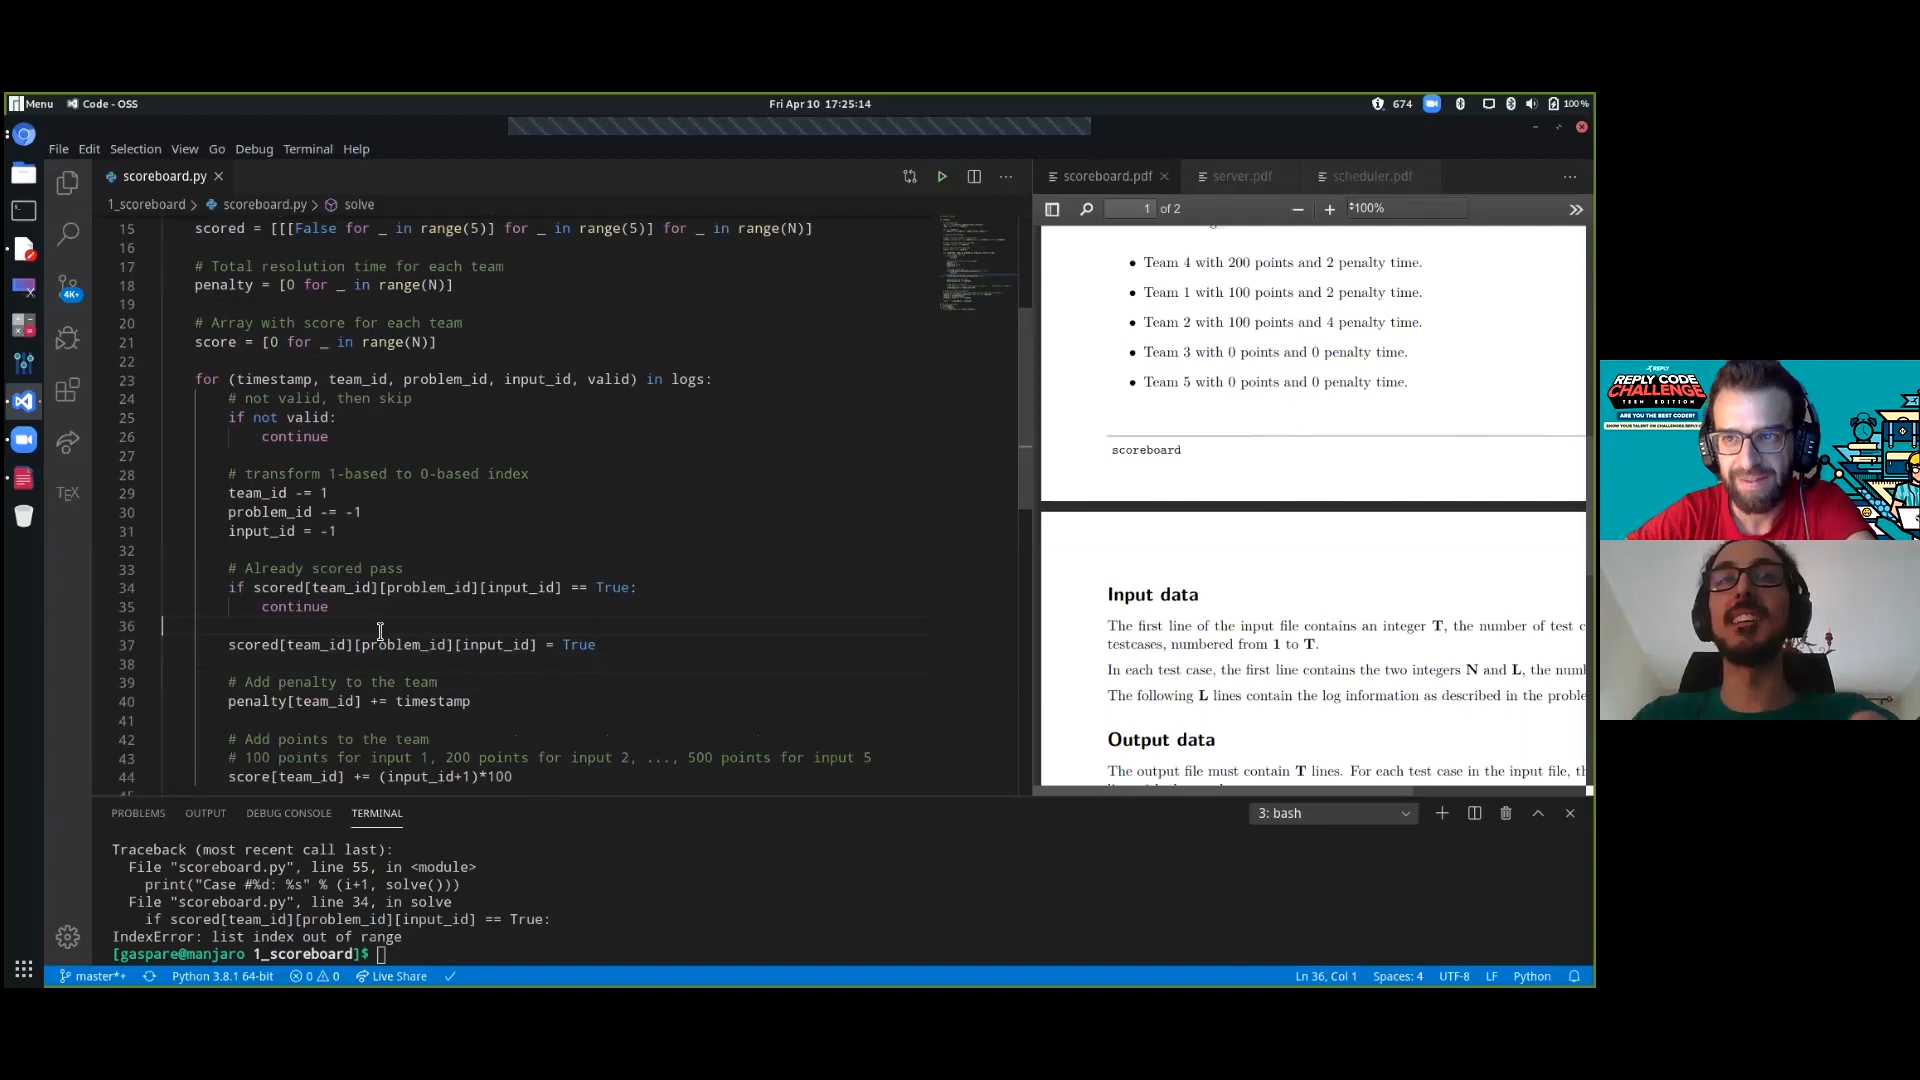 Menu Code - OSS Fri Apr 10 17:25:14 674 100 %
File Edit Selection View Go Debug Terminal Help
scoreboard.py
1_scoreboard > scoreboard.py > solve
15 scored = [[[False for _ in range(5)] for _ in range(5)] for _ in range(N)]
16
17 # Total resolution time for each team
18 penalty = [0 for _ in range(N)]
19
20 # Array with score for each team
21 score = [0 for _ in range(N)]
22
23 for (timestamp, team_id, problem_id, input_id, valid) in logs:
24 # not valid, then skip
25 if not valid:
26 continue
27
28 # transform 1-based to 0-based index
29 team_id -= 1
30 problem_id -= -1
31 input_id = -1
32
33 # Already scored pass
34 if scored[team_id][problem_id][input_id] == True:
35 continue
36
37 scored[team_id][problem_id][input_id] = True
38
39 # Add penalty to the team
40 penalty[team_id] += timestamp
41
42 # Add points to the team
43 # 100 points for input 1, 200 points for input 2, ..., 500 points for input 5
44 score[team_id] += (input_id+1)*100
4K+
TEX
scoreboard.pdf server.pdf scheduler.pdf
1 of 2 100%
• Team 4 with 200 points and 2 penalty time.
• Team 1 with 100 points and 2 penalty time.
• Team 2 with 100 points and 4 penalty time.
• Team 3 with 0 points and 0 penalty time.
• Team 5 with 0 points and 0 penalty time.
scoreboard
Input data
The first line of the input file contains an integer T, the number of test c
testcases, numbered from 1 to T.
In each test case, the first line contains the two integers N and L, the num
The following L lines contain the log information as described in the proble
Output data
The output file must contain T lines. For each test case in the input file, th
PROBLEMS OUTPUT DEBUG CONSOLE TERMINAL 3: bash
Traceback (most recent call last):
File "scoreboard.py", line 55, in <module>
print("Case #%d: %s" % (i+1, solve()))
File "scoreboard.py", line 34, in solve
if scored[team_id][problem_id][input_id] == True:
IndexError: list index out of range
[gaspare@manjaro 1_scoreboard]$
master*+ Python 3.8.1 64-bit 0 0 Live Share Ln 36, Col 1 Spaces: 4 UTF-8 LF Python
REPLY
REPLY CODE
CHALLENGE
TEEN EDITION
ARE YOU THE BEST CODER?